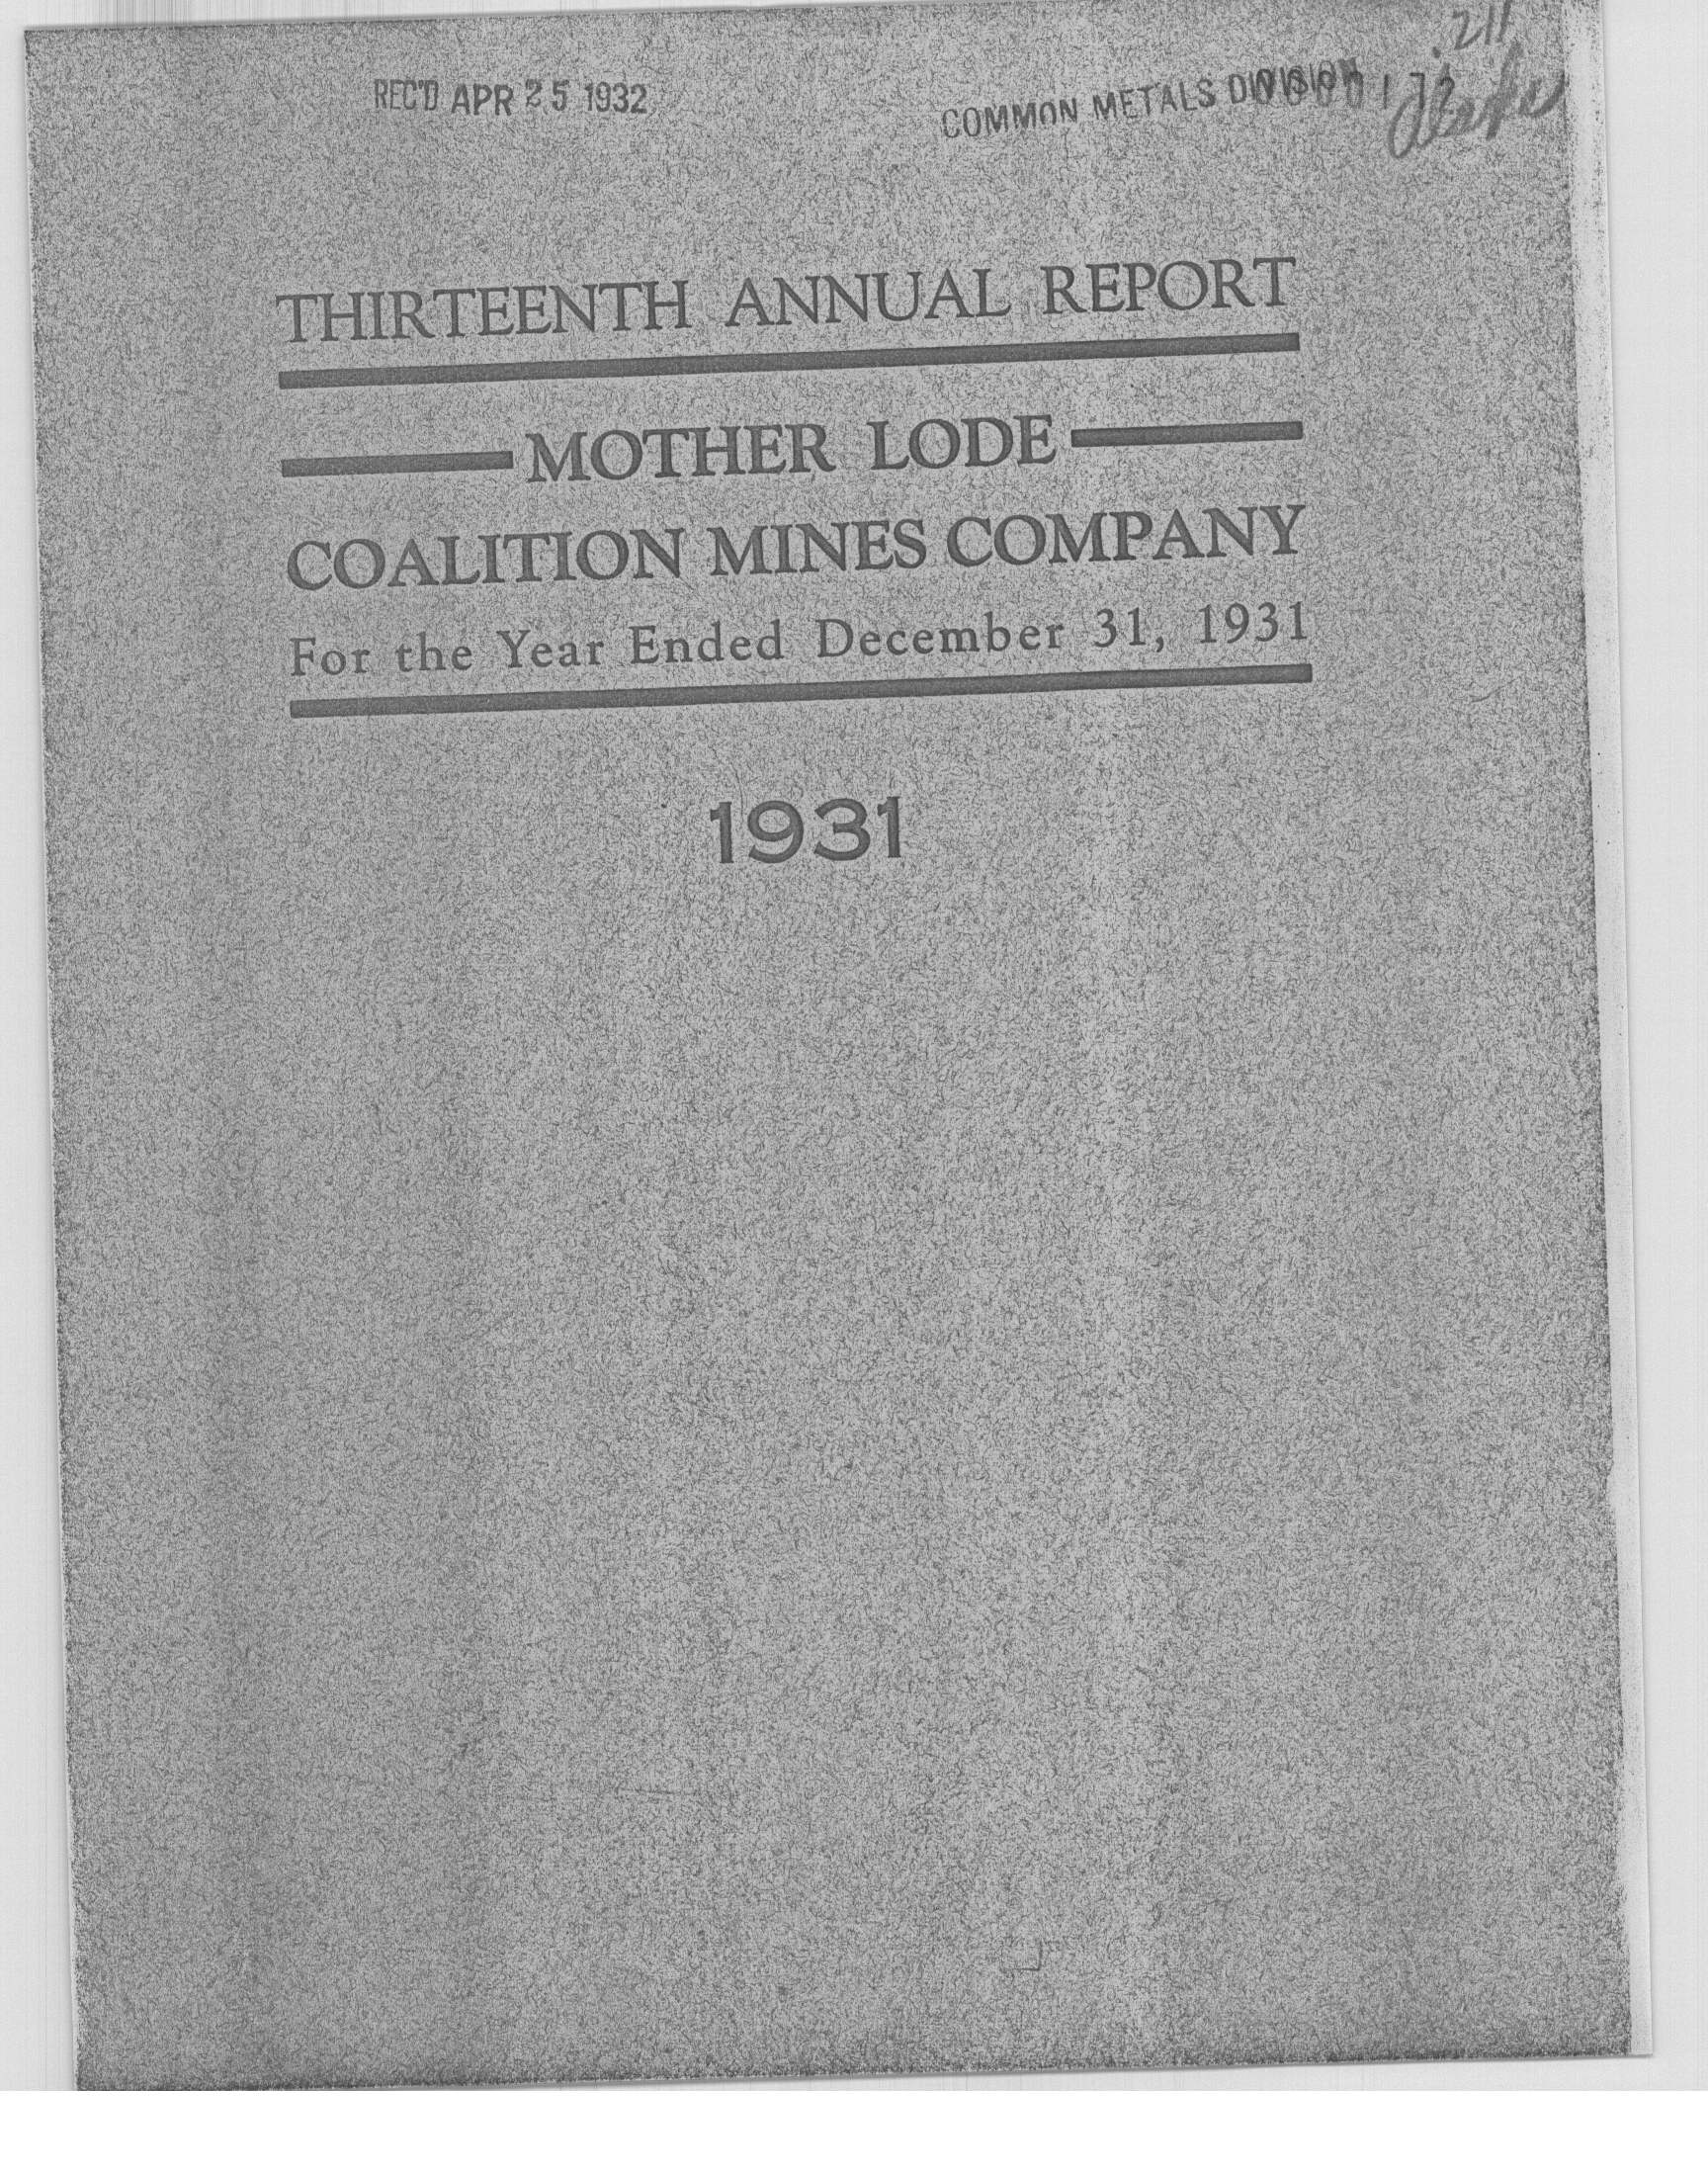 .211
REC'D APR 25 1932
COMMON METALS DIVISION
THIRTEENTH ANNUAL REPORT
MOTHER LODE
COALITION MINES COMPANY
For the Year Ended December 31, 1931
1931